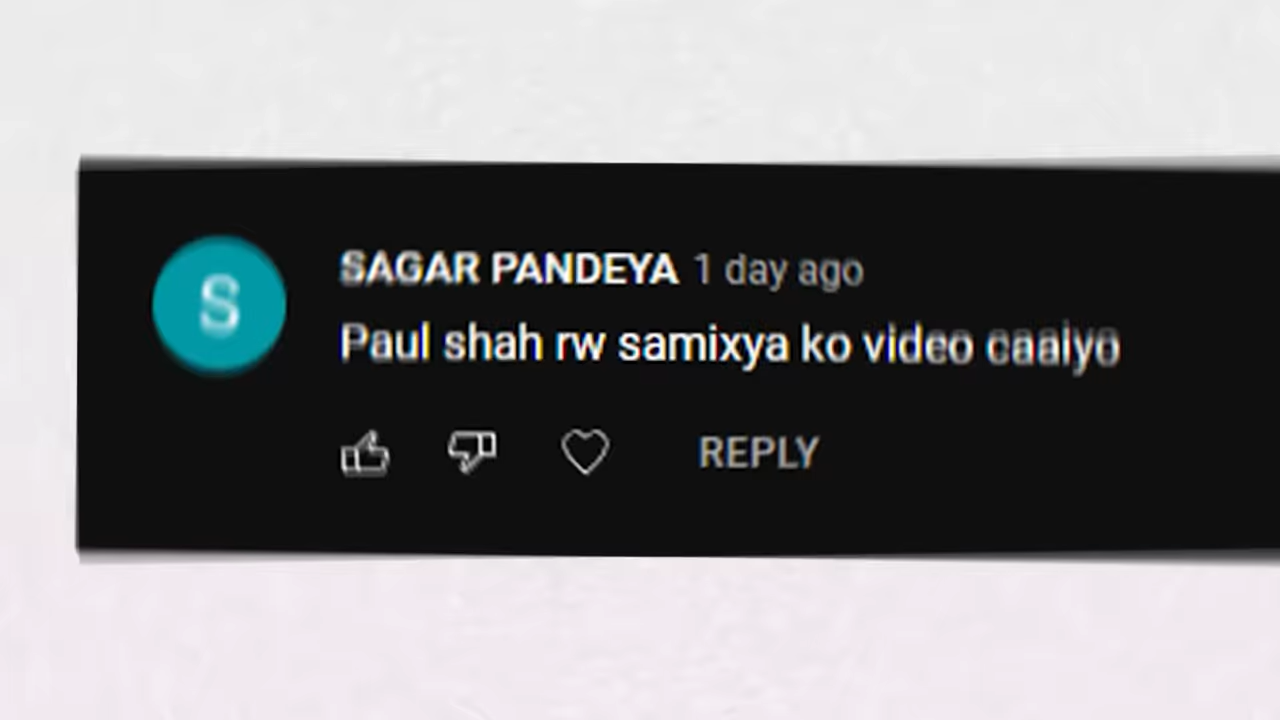 S
SAGAR PANDEYA 1 day ago
Paul shah rw samixya ko video caaiyo
REPLY